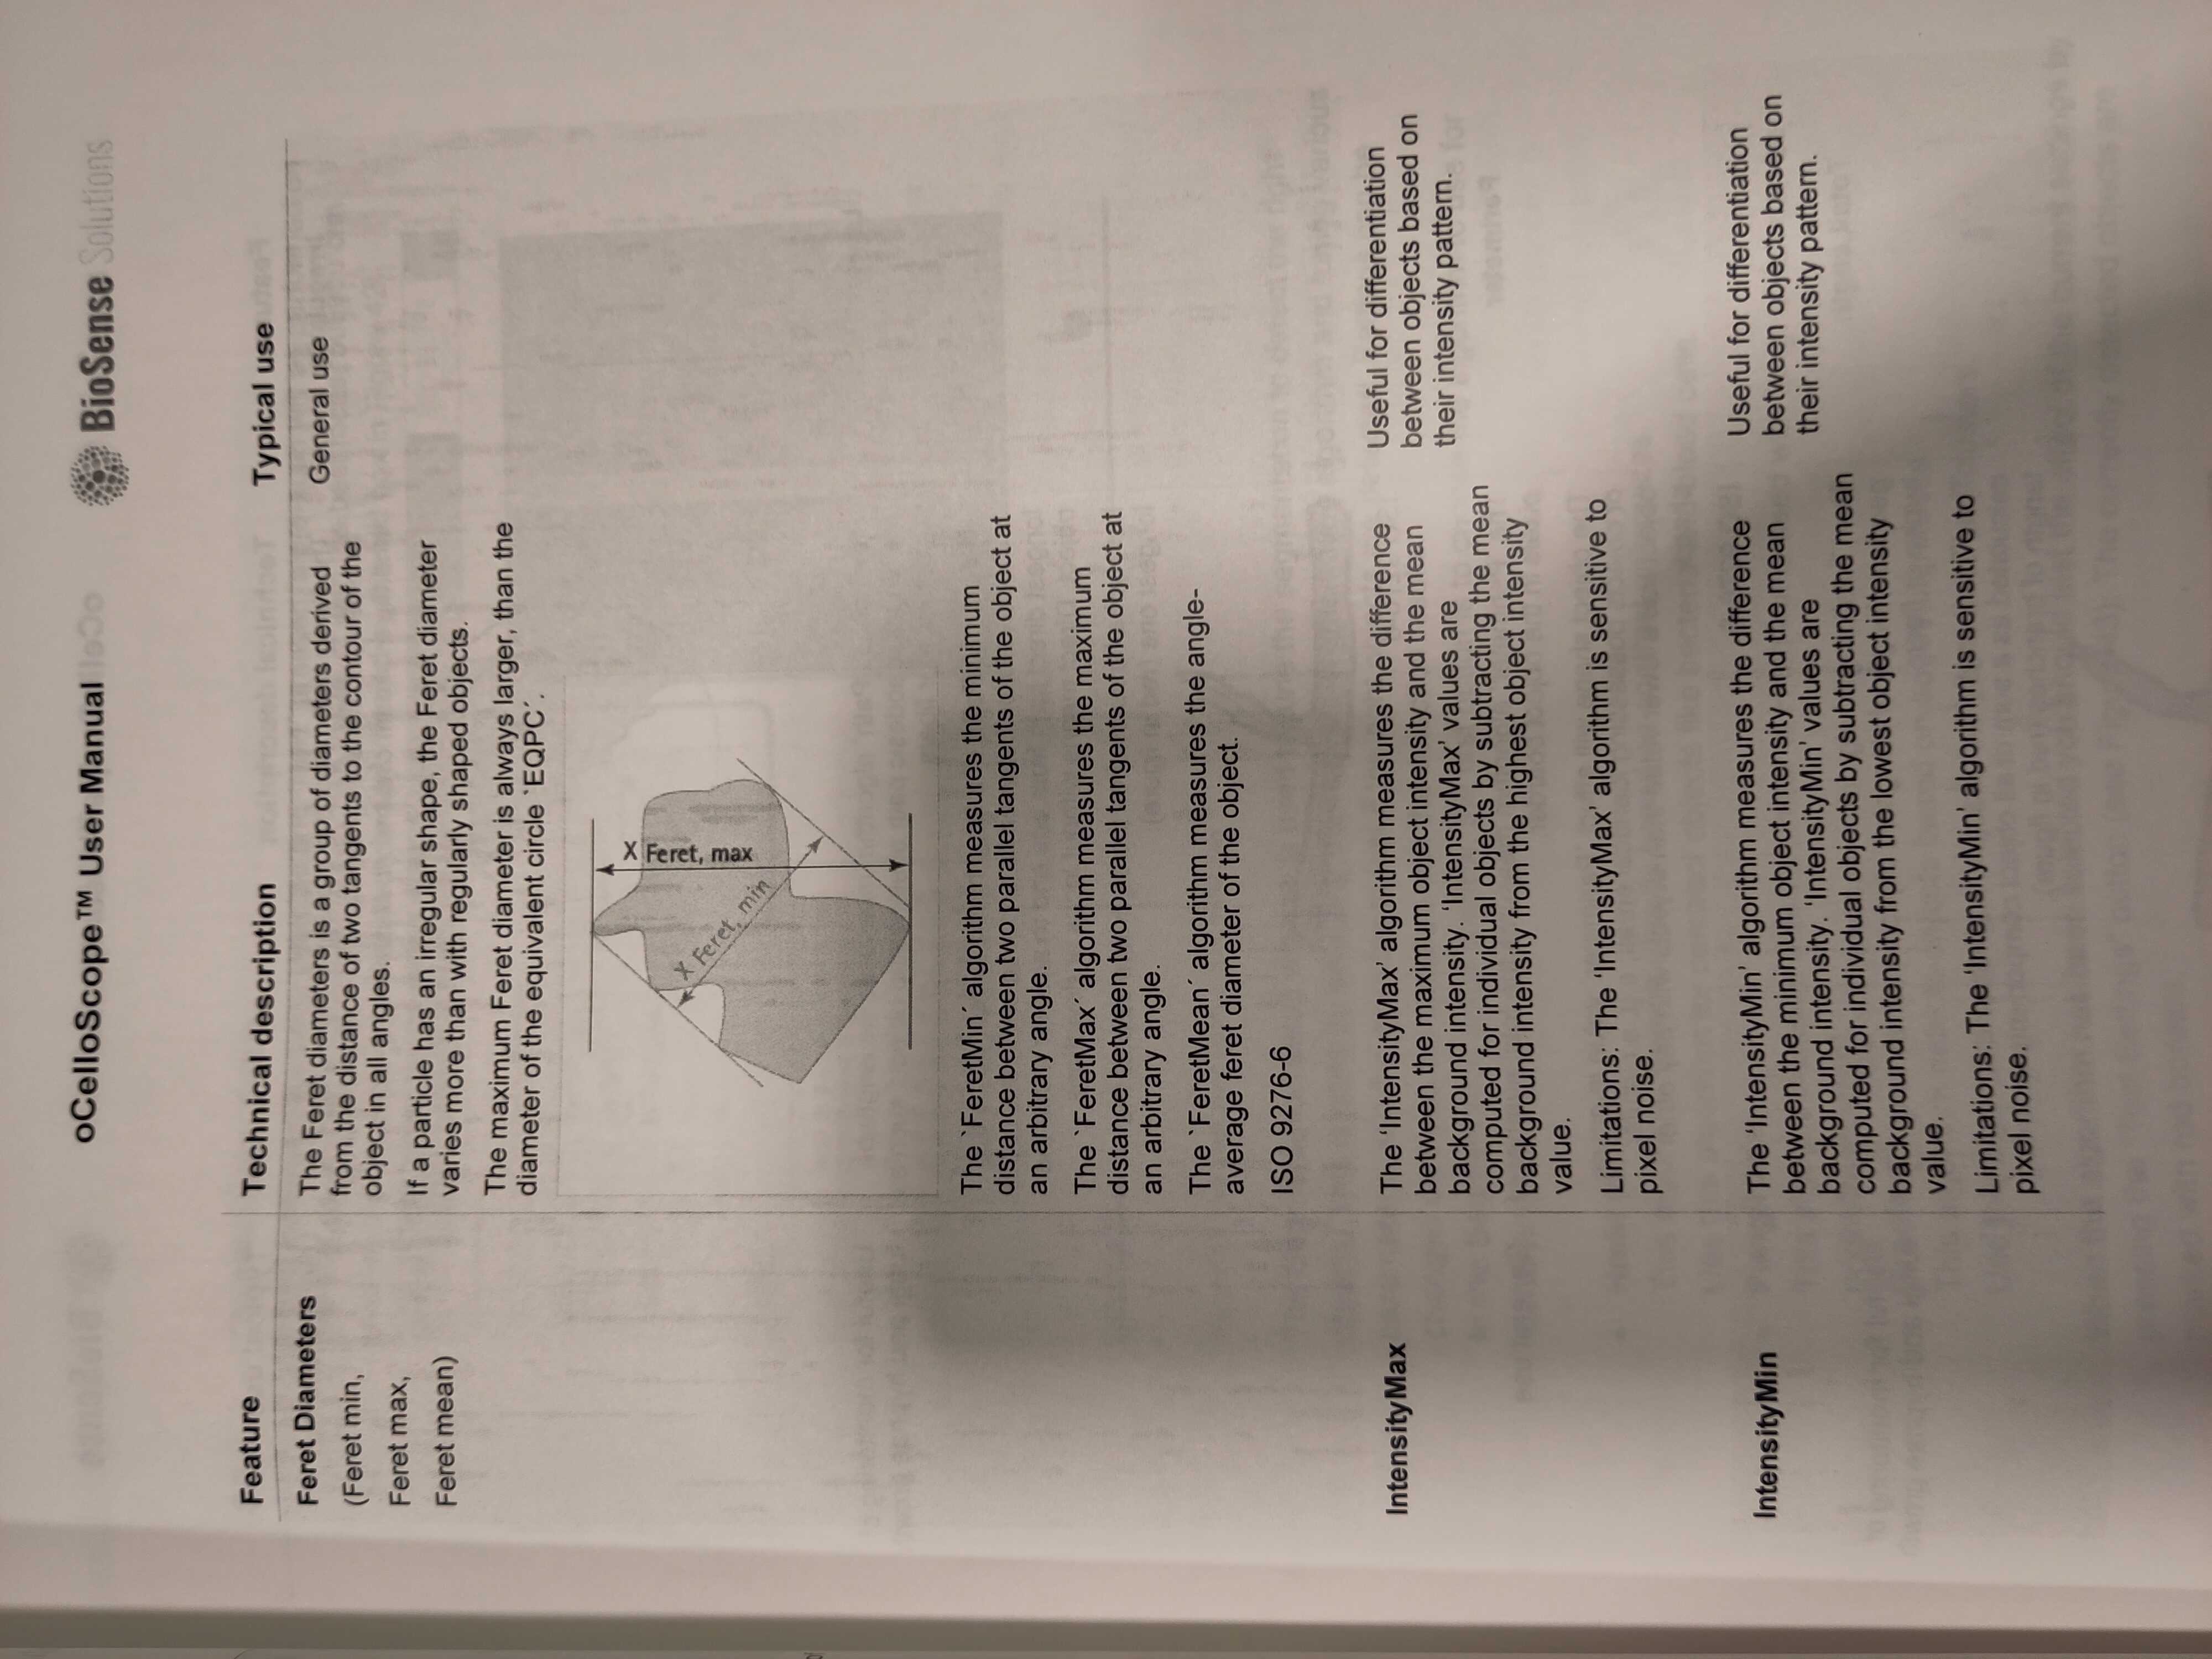 oCelloScope™ User Manual
BioSense Solutions
Feature
Technical description
Typical use
Feret Diameters
(Feret min,
Feret max,
Feret mean)
The Feret diameters is a group of diameters derived
from the distance of two tangents to the contour of the
object in all angles.
If a particle has an irregular shape, the Feret diameter
varies more than with regularly shaped objects.
The maximum Feret diameter is always larger, than the
diameter of the equivalent circle `EQPC´.
X Feret, max
X Feret, min
The `FeretMin´ algorithm measures the minimum
distance between two parallel tangents of the object at
an arbitrary angle.
The `FeretMax´ algorithm measures the maximum
distance between two parallel tangents of the object at
an arbitrary angle.
The `FeretMean´ algorithm measures the angle-
average feret diameter of the object.
ISO 9276-6
General use
IntensityMax
The ‘IntensityMax’ algorithm measures the difference
between the maximum object intensity and the mean
background intensity. ‘IntensityMax’ values are
computed for individual objects by subtracting the mean
background intensity from the highest object intensity
value.
Limitations: The ‘IntensityMax’ algorithm is sensitive to
pixel noise.
Useful for differentiation
between objects based on
their intensity pattern.
IntensityMin
The ‘IntensityMin’ algorithm measures the difference
between the minimum object intensity and the mean
background intensity. ‘IntensityMin’ values are
computed for individual objects by subtracting the mean
background intensity from the lowest object intensity
value.
Limitations: The ‘IntensityMin’ algorithm is sensitive to
pixel noise.
Useful for differentiation
between objects based on
their intensity pattern.